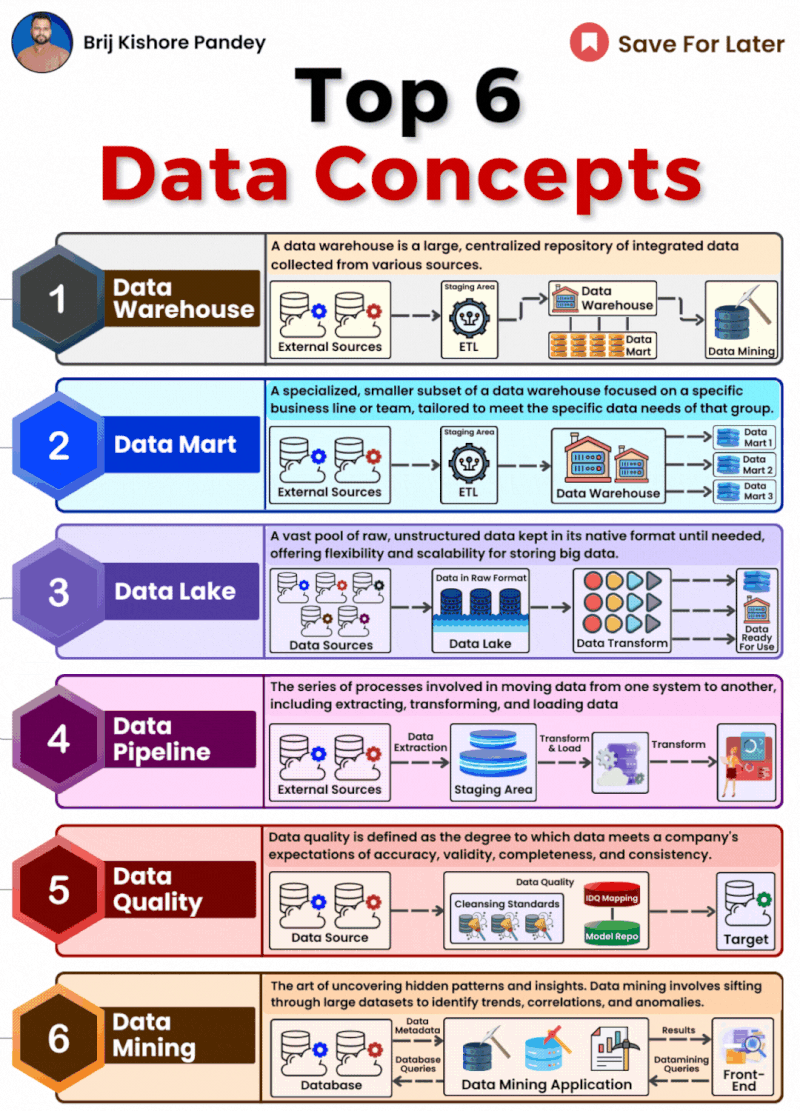 Brij Kishore Pandey
Save For Later
Top 6
Data Concepts
1
Data
Warehouse
A data warehouse is a large, centralized repository of integrated data
collected from various sources.
External Sources
Staging Area
ETL
Data
Warehouse
Data
Mart
Data Mining
2
Data Mart
A specialized, smaller subset of a data warehouse focused on a specific
business line or team, tailored to meet the specific data needs of that group.
External Sources
Staging Area
ETL
Data Warehouse
Data
Mart 1
Data
Mart 2
Data
Mart 3
3
Data Lake
A vast pool of raw, unstructured data kept in its native format until needed,
offering flexibility and scalability for storing big data.
Data Sources
Data in Raw Format
Data Lake
Data Transform
Data
Ready
For Use
4
Data
Pipeline
The series of processes involved in moving data from one system to another,
including extracting, transforming, and loading data
External Sources
Data
Extraction
Staging Area
Transform
& Load
Transform
5
Data
Quality
Data quality is defined as the degree to which data meets a company's
expectations of accuracy, validity, completeness, and consistency.
Data Source
Data Quality
Cleansing Standards
IDQ Mapping
Model Repo
Target
6
Data
Mining
The art of uncovering hidden patterns and insights. Data mining involves sifting
through large datasets to identify trends, correlations, and anomalies.
Database
Data
Metadata
Database
Queries
Data Mining Application
Results
Datamining
Queries
Front-
End